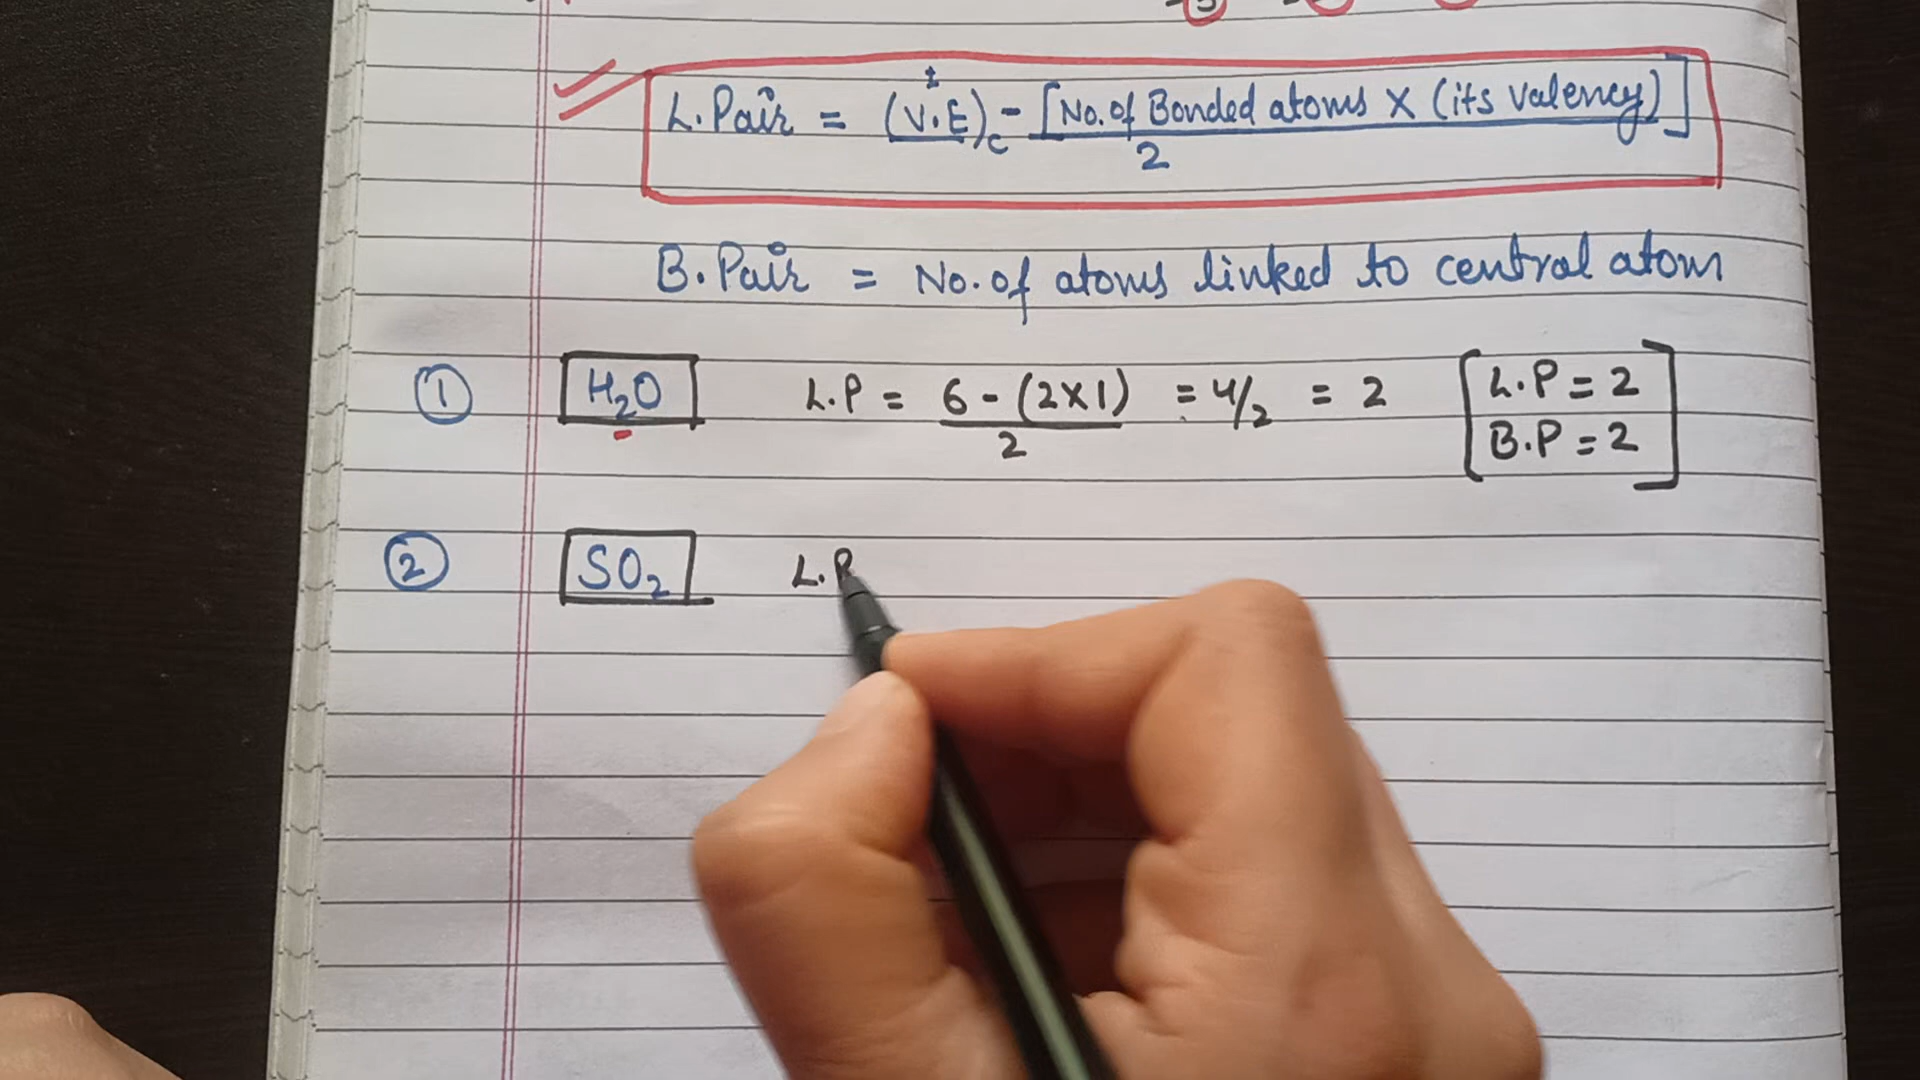 L.Pair = (V.E)c ± - [No. of Bonded atoms X (its valency)] / 2
B.Pair = No. of atoms linked to central atom
① H₂O L.P = 6 - (2X1) / 2 = 4/2 = 2 [L.P = 2
B.P = 2]
② SO₂ L.P